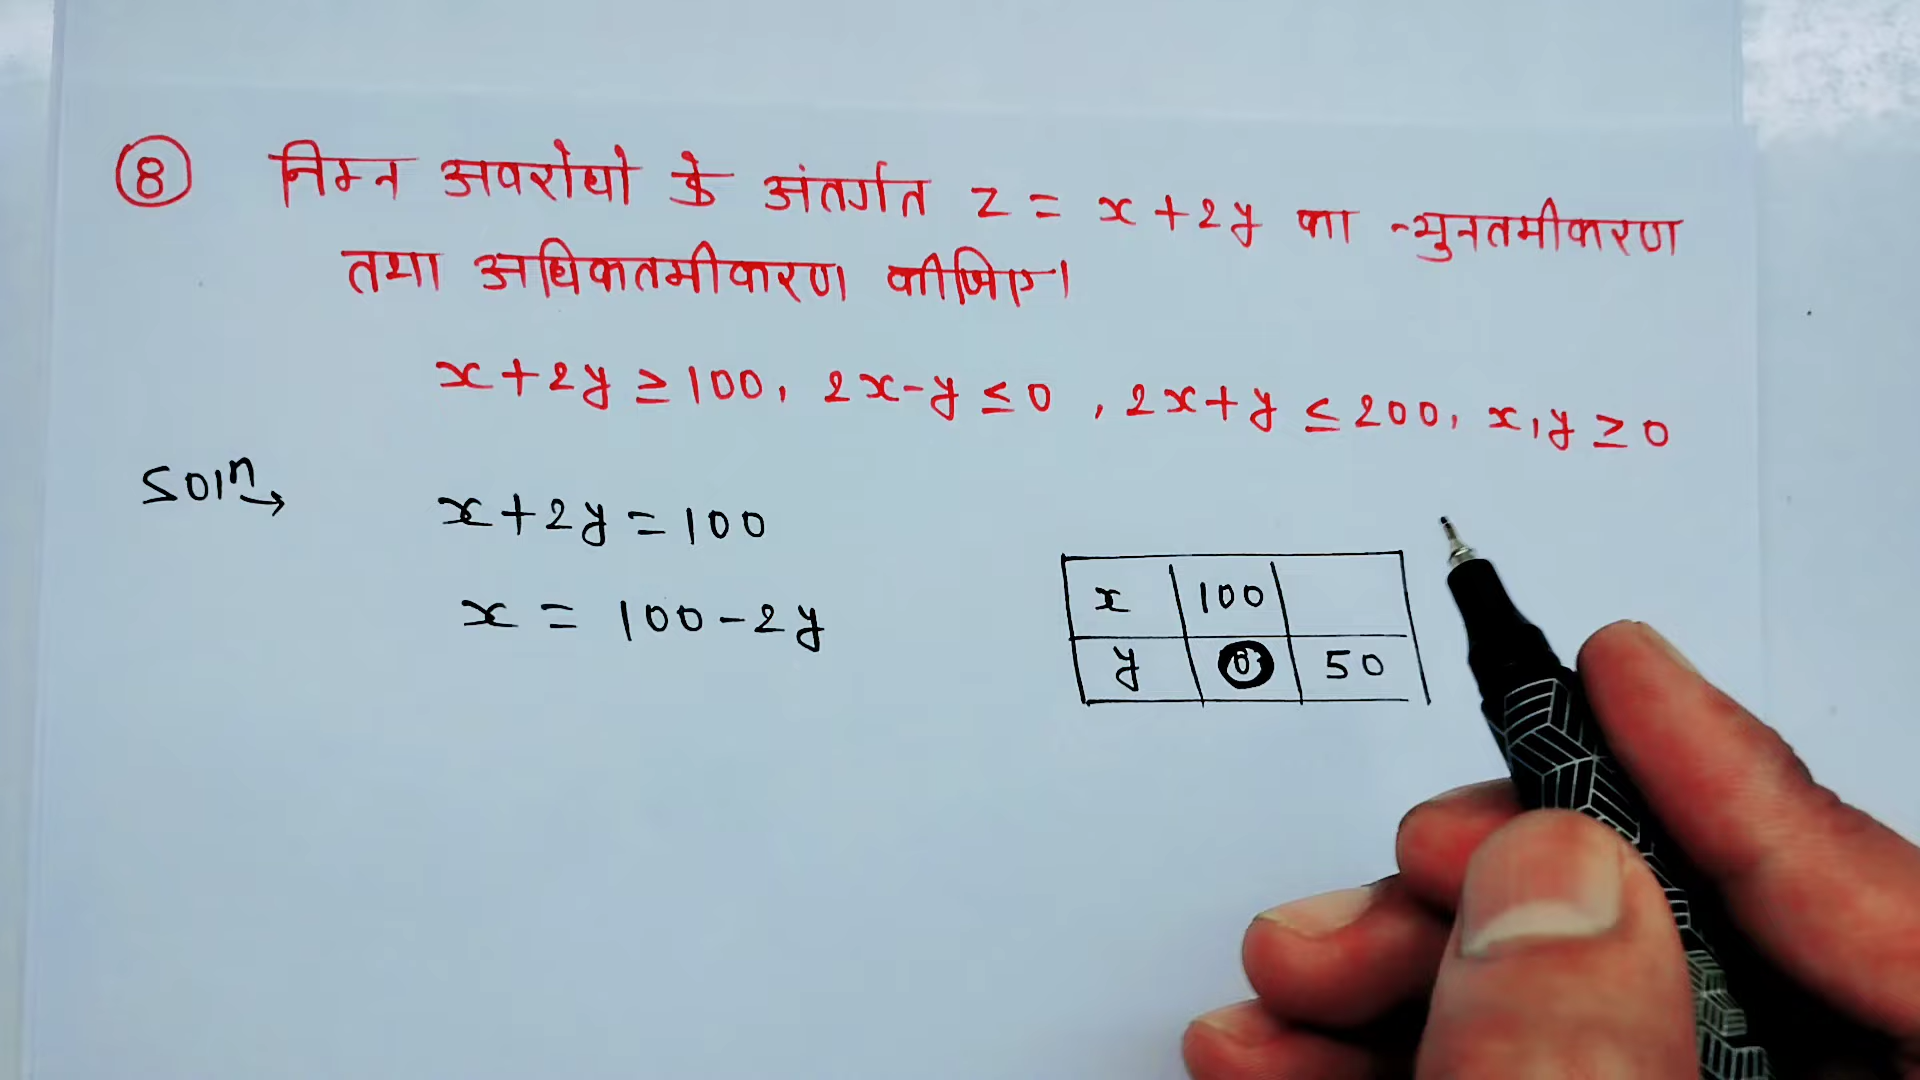 8 निम्न अवरोधो के अंतर्गत z = x + 2y का न्युनतमीकरण
तथा अधिकतमीकरण कीजिए।
x + 2y ≥ 100, 2x - y ≤ 0, 2x + y ≤ 200, x, y ≥ 0
Solⁿ→ x + 2y = 100
x = 100 - 2y
x 100
y 0 50